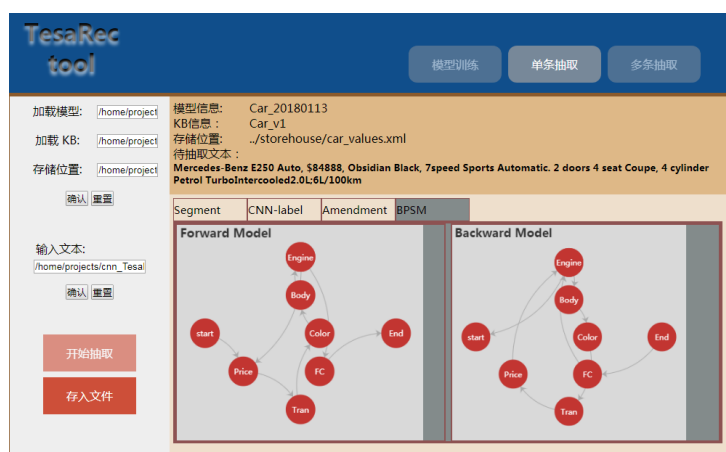 TesaRec
tool
模型训练
单条抽取
多条抽取
加载模型: /home/project
加载 KB: /home/project
存储位置: /home/project
确认 重置
输入文本:
/home/projects/cnn_Tesal
确认 重置
开始抽取
存入文件
模型信息: Car_20180113
KB信息： Car_v1
存储位置: ../storehouse/car_values.xml
待抽取文本：
Mercedes-Benz E250 Auto, $84888, Obsidian Black, 7speed Sports Automatic. 2 doors 4 seat Coupe, 4 cylinder
Petrol TurboIntercooled2.0L;6L/100km
Segment CNN-label Amendment BPSM
Forward Model
Engine
Body
start
Color
End
Price
FC
Tran
Backward Model
Engine
Body
start
Color
End
Price
FC
Tran